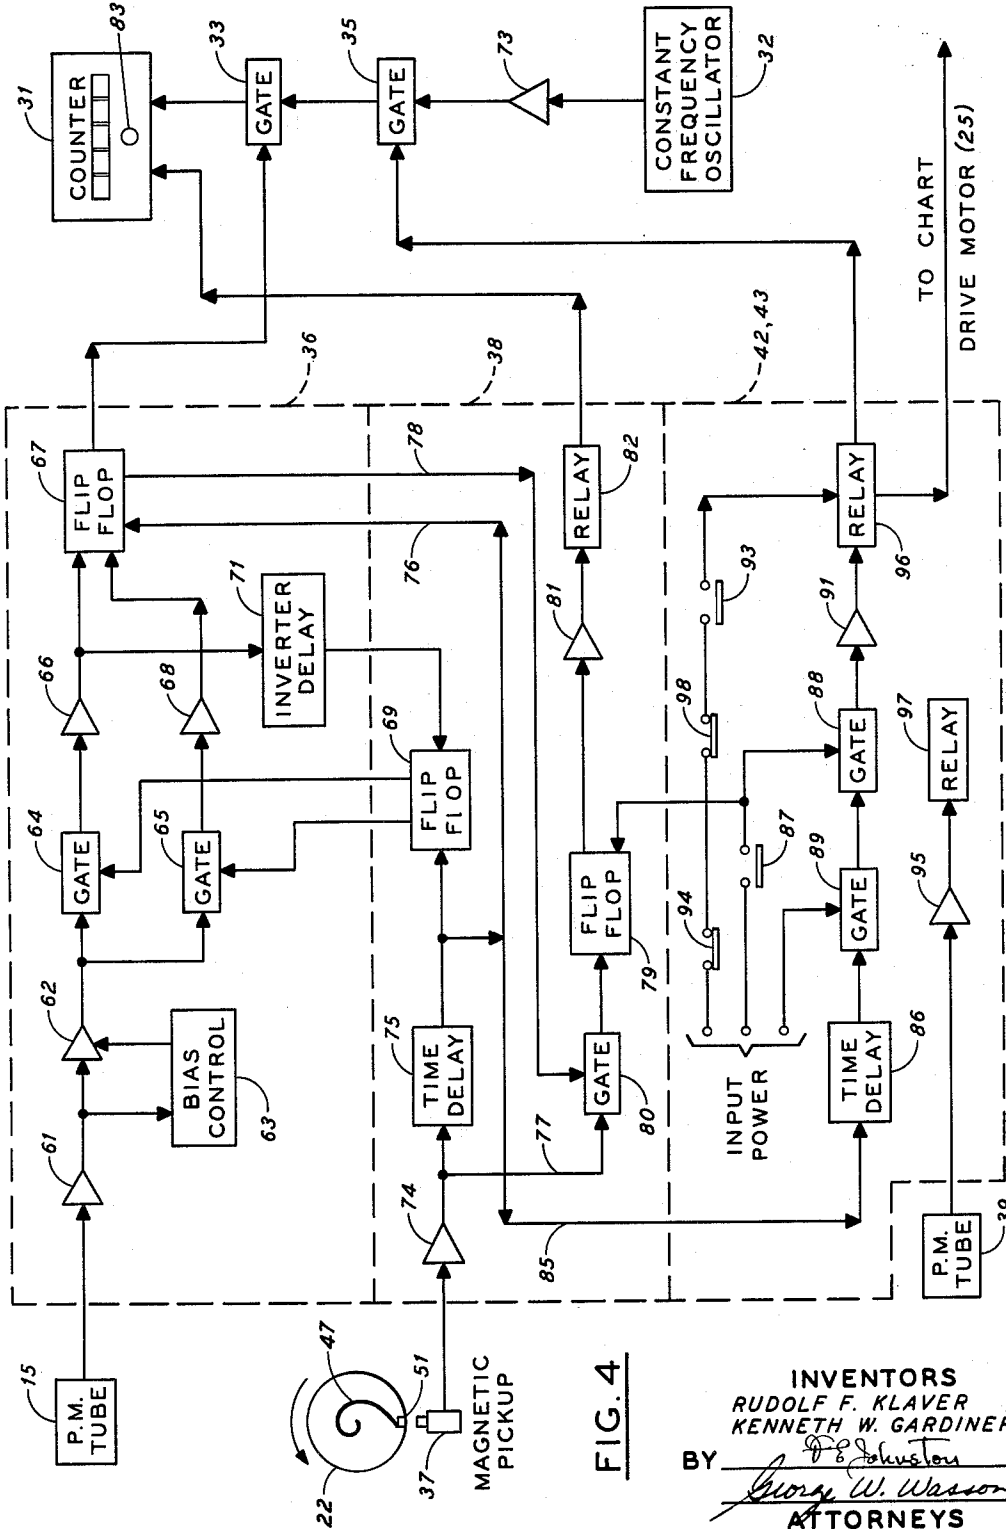 31
COUNTER
83
33
GATE
35
GATE
73
CONSTANT
FREQUENCY
OSCILLATOR
32
TO CHART
DRIVE MOTOR (25)
36
38
42,43
67
FLIP
FLOP
78
76
82
RELAY
RELAY
96
93
71
INVERTER
DELAY
66
68
81
91
98
69
FLIP
FLOP
64
GATE
65
GATE
88
GATE
97
RELAY
87
89
GATE
95
94
FLIP
FLOP
79
62
BIAS
CONTROL
63
61
75
TIME
DELAY
GATE
80
77
INPUT
POWER
TIME
DELAY
86
74
85
P.M.
TUBE
39
15
P.M.
TUBE
47
51
22
37
MAGNETIC
PICKUP
FIG. 4
INVENTORS
RUDOLF F. KLAVER
KENNETH W. GARDINER
BY
George W. Wasson
ATTORNEYS